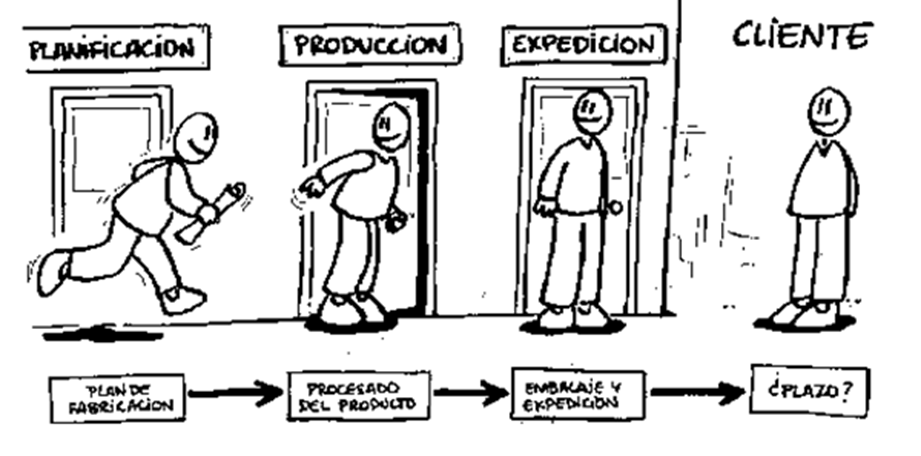 PLANIFICACION
PRODUCCION
EXPEDICION
CLIENTE
PLAN DE
FABRICACION
PROCESADO
DEL PRODUCTO
EMBALAJE Y
EXPEDICION
¿PLAZO?